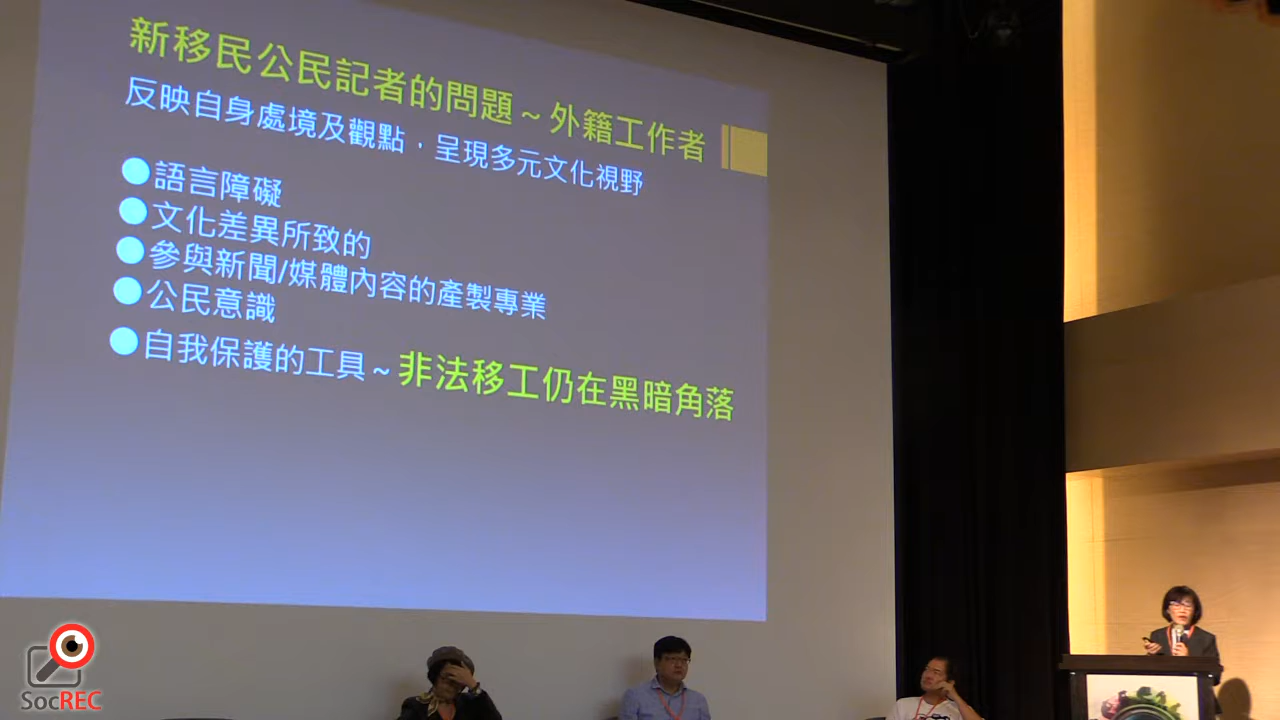 新移民公民記者的問題~外籍工作者
反映自身處境及觀點，呈現多元文化視野
●語言障礙
●文化差異所致的
●參與新聞/媒體內容的產製專業
●公民意識
●自我保護的工具~非法移工仍在黑暗角落
SocREC